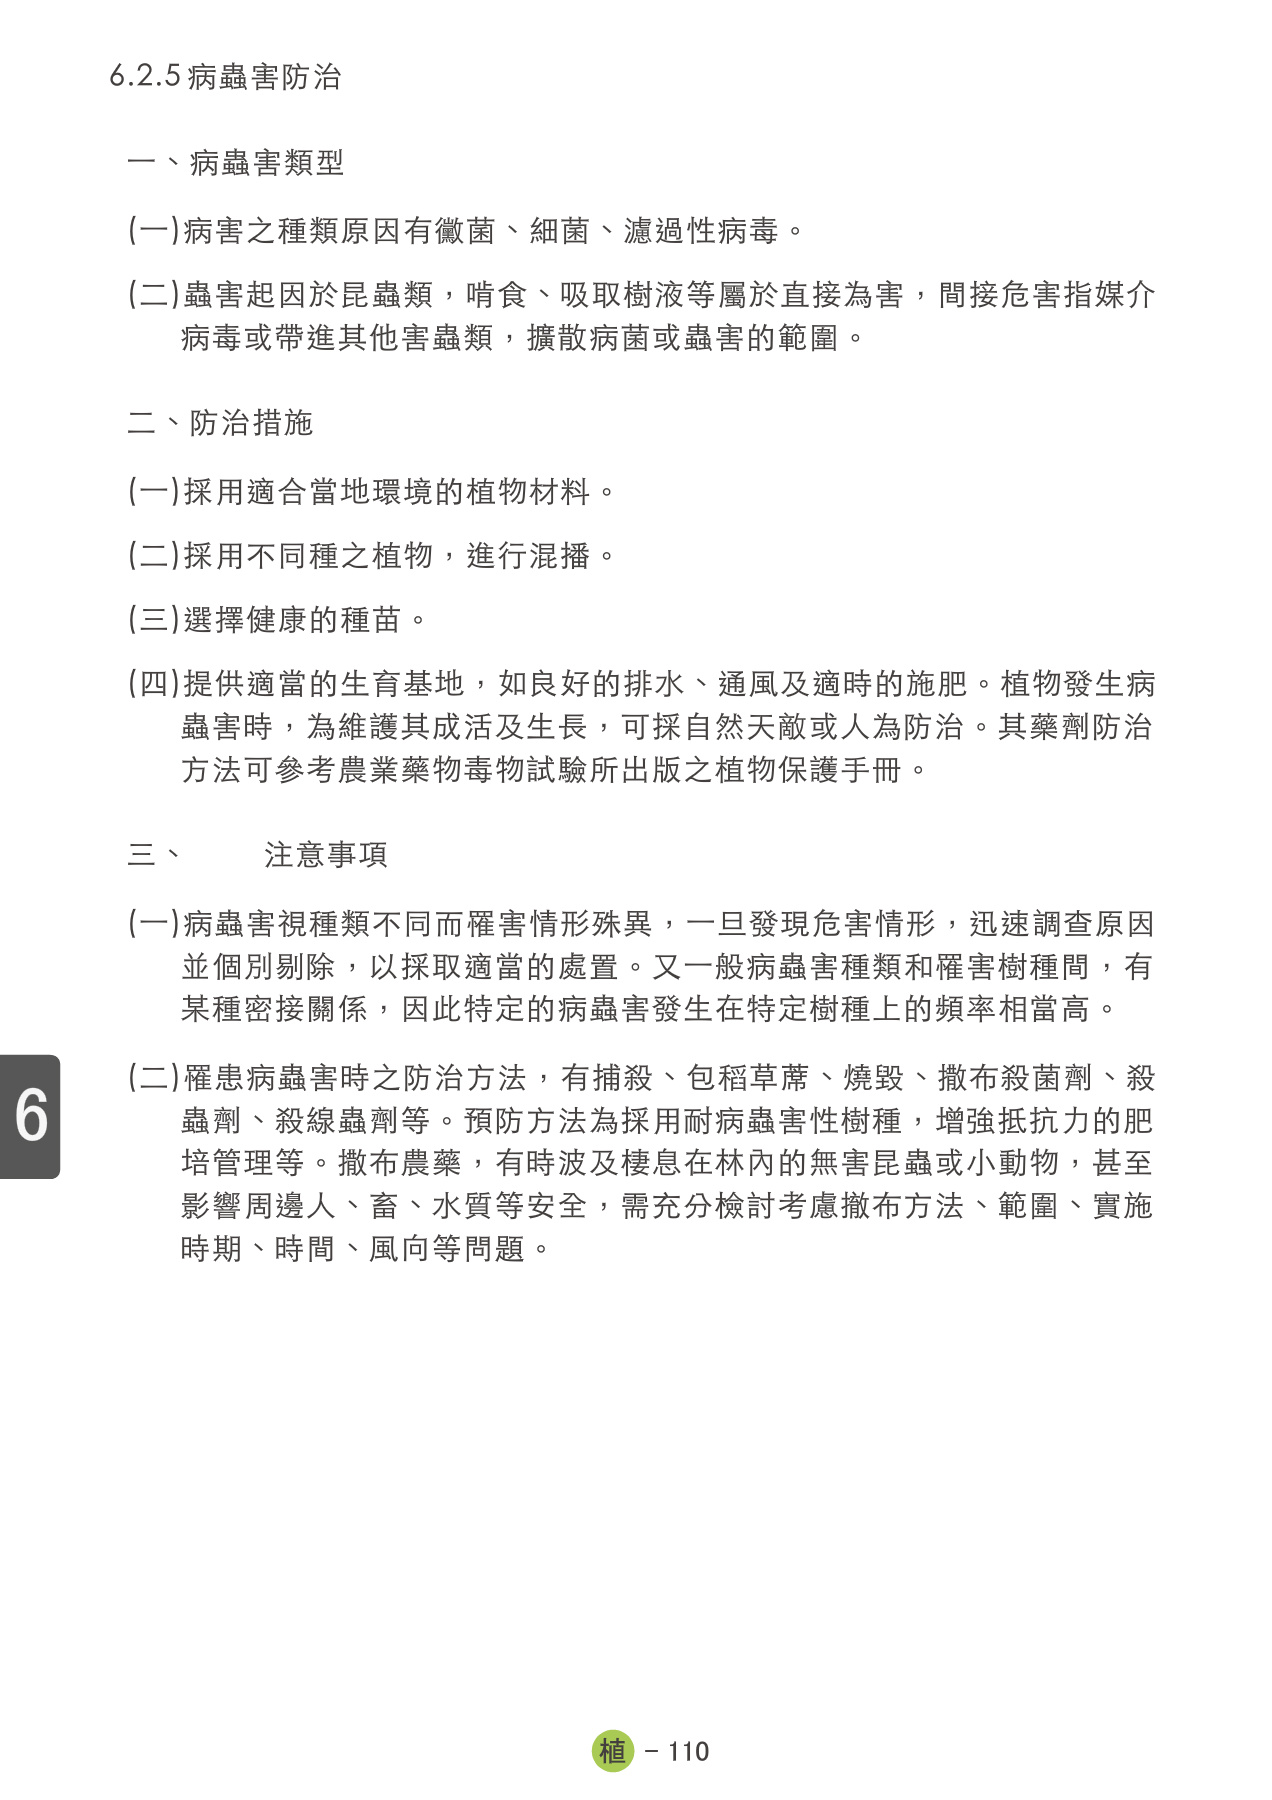 6.2.5病蟲害防治
一、病蟲害類型
(一)病害之種類原因有黴菌、細菌、濾過性病毒。
(二)蟲害起因於昆蟲類，啃食、吸取樹液等屬於直接為害，間接危害指媒介
病毒或帶進其他害蟲類，擴散病菌或蟲害的範圍。
二、防治措施
(一)採用適合當地環境的植物材料。
(二)採用不同種之植物，進行混播。
(三)選擇健康的種苗。
(四)提供適當的生育基地，如良好的排水、通風及適時的施肥。植物發生病
蟲害時，為維護其成活及生長，可採自然天敵或人為防治。其藥劑防治
方法可參考農業藥物毒物試驗所出版之植物保護手冊。
三、 注意事項
(一)病蟲害視種類不同而罹害情形殊異，一旦發現危害情形，迅速調查原因
並個別剔除，以採取適當的處置。又一般病蟲害種類和罹害樹種間，有
某種密接關係，因此特定的病蟲害發生在特定樹種上的頻率相當高。
(二)罹患病蟲害時之防治方法，有捕殺、包稻草蓆、燒毀、撒布殺菌劑、殺
蟲劑、殺線蟲劑等。預防方法為採用耐病蟲害性樹種，增強抵抗力的肥
培管理等。撒布農藥，有時波及棲息在林內的無害昆蟲或小動物，甚至
影響周邊人、畜、水質等安全，需充分檢討考慮撤布方法、範圍、實施
時期、時間、風向等問題。
6
植 – 110